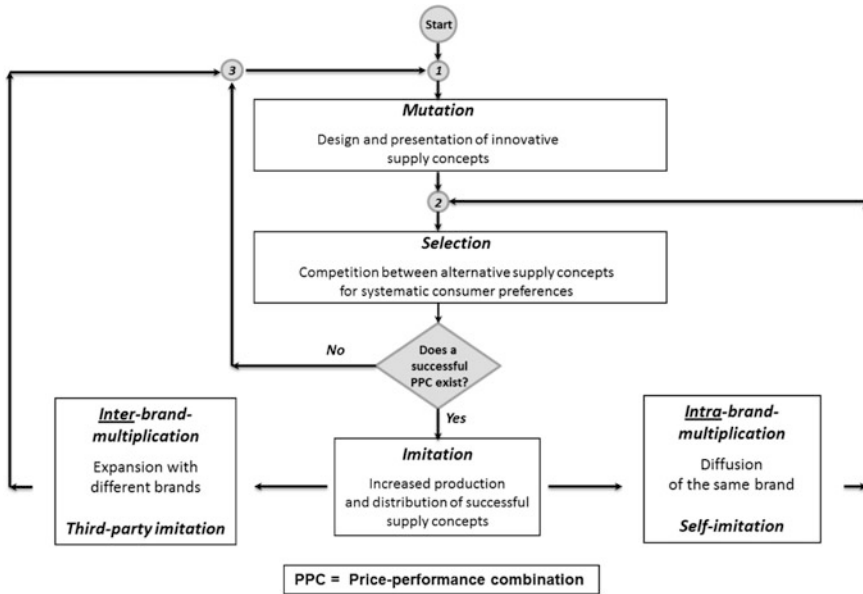 Start
3
1
Mutation
Design and presentation of innovative
supply concepts
2
Selection
Competition between alternative supply concepts
for systematic consumer preferences
No
Does a
successful
PPC exist?
Yes
Inter-brand-
multiplication
Expansion with
different brands
Third-party imitation
Imitation
Increased production
and distribution of successful
supply concepts
Intra-brand-
multiplication
Diffusion
of the same brand
Self-imitation
PPC = Price-performance combination